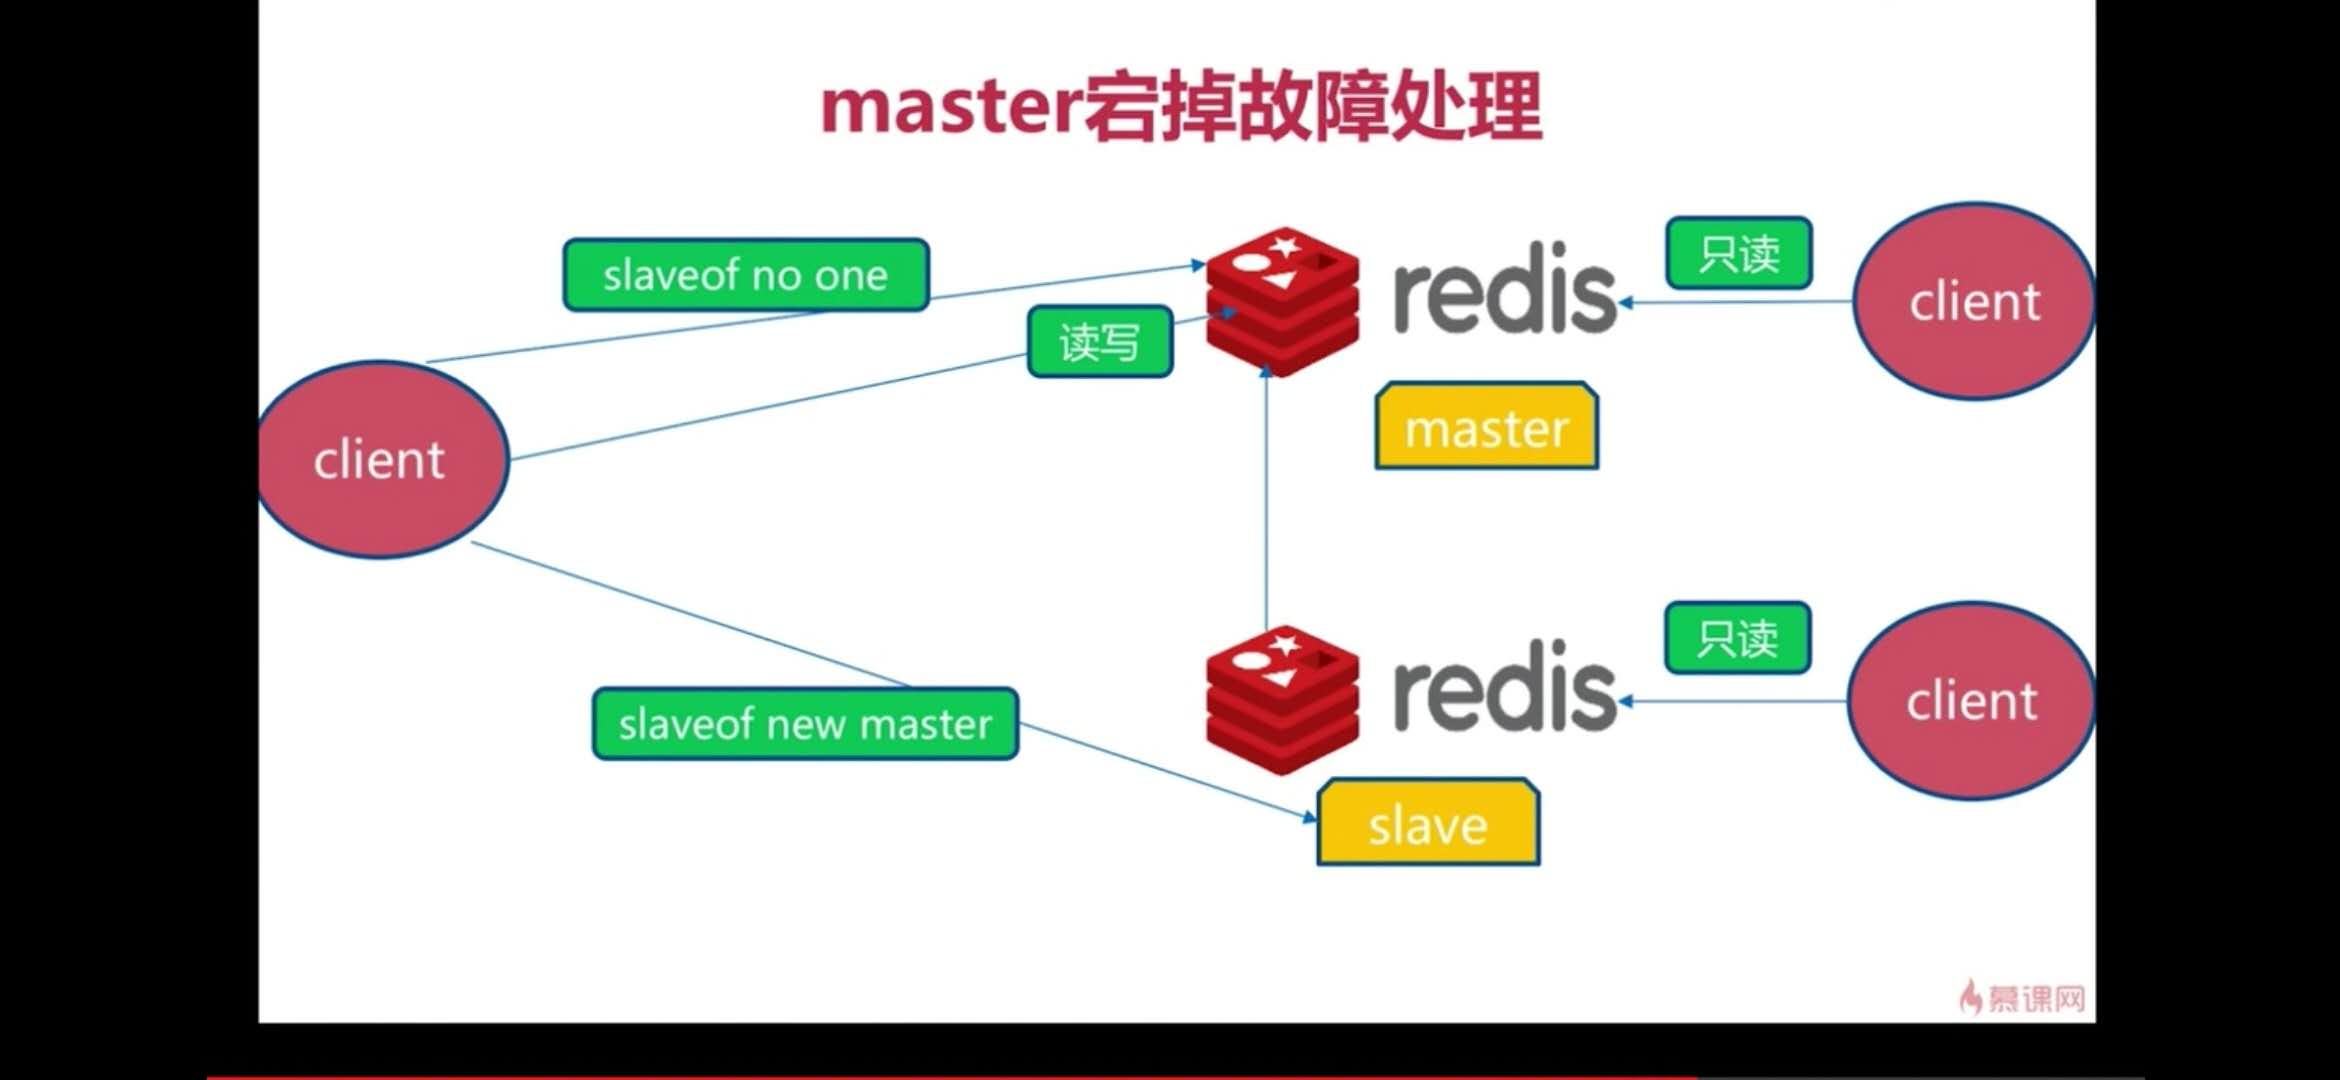 master宕掉故障处理
slaveof no one
读写
redis
只读
client
master
client
slaveof new master
redis
只读
client
slave
慕课网